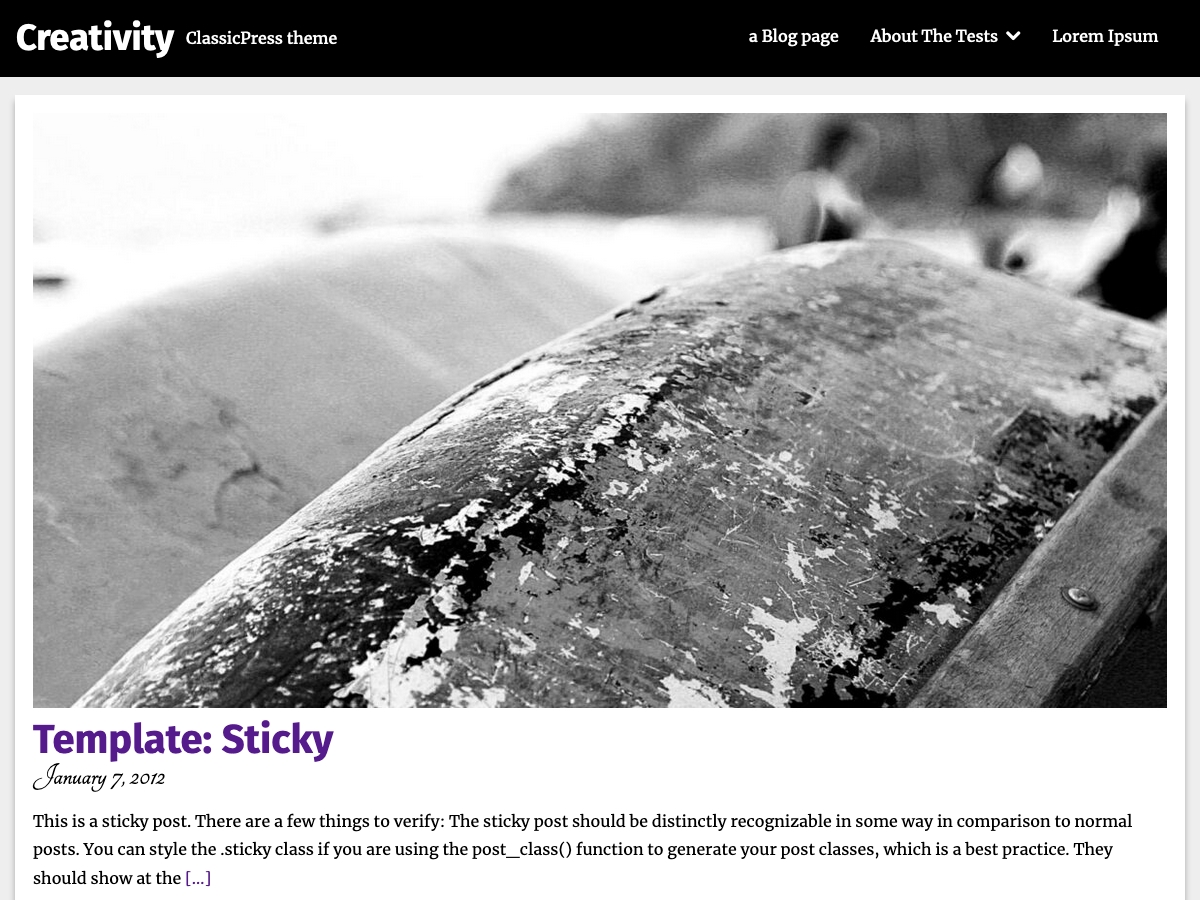 Creativity ClassicPress theme a Blog page About The Tests Lorem Ipsum
Template: Sticky
January 7, 2012
This is a sticky post. There are a few things to verify: The sticky post should be distinctly recognizable in some way in comparison to normal
posts. You can style the .sticky class if you are using the post_class() function to generate your post classes, which is a best practice. They
should show at the [...]